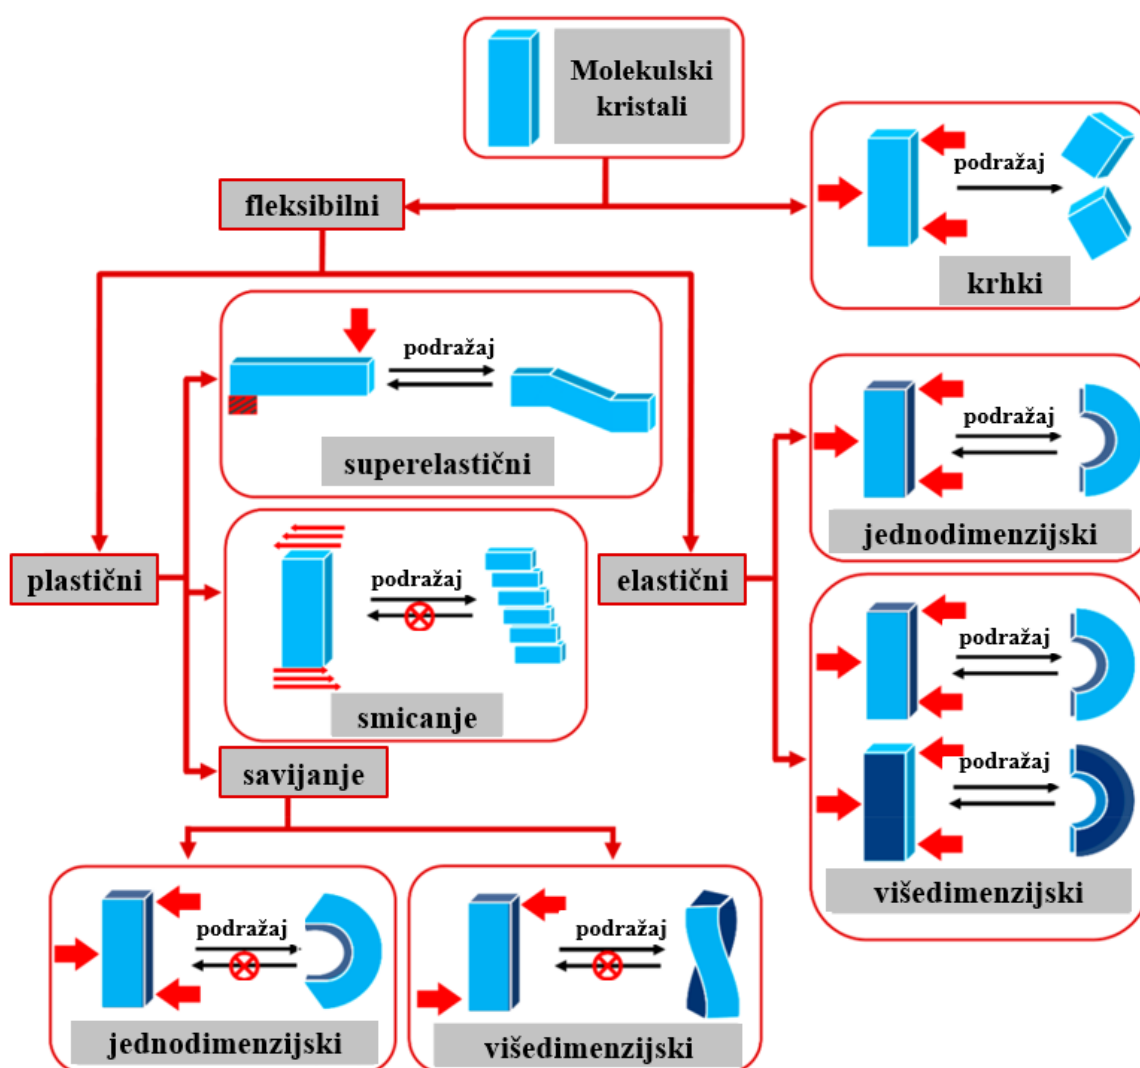 Molekulski
kristali
podražaj
krhki
fleksibilni
podražaj
superelastični
podražaj
jednodimenzijski
plastični
podražaj
smicanje
elastični
podražaj
podražaj
višedimenzijski
savijanje
podražaj
jednodimenzijski
podražaj
višedimenzijski